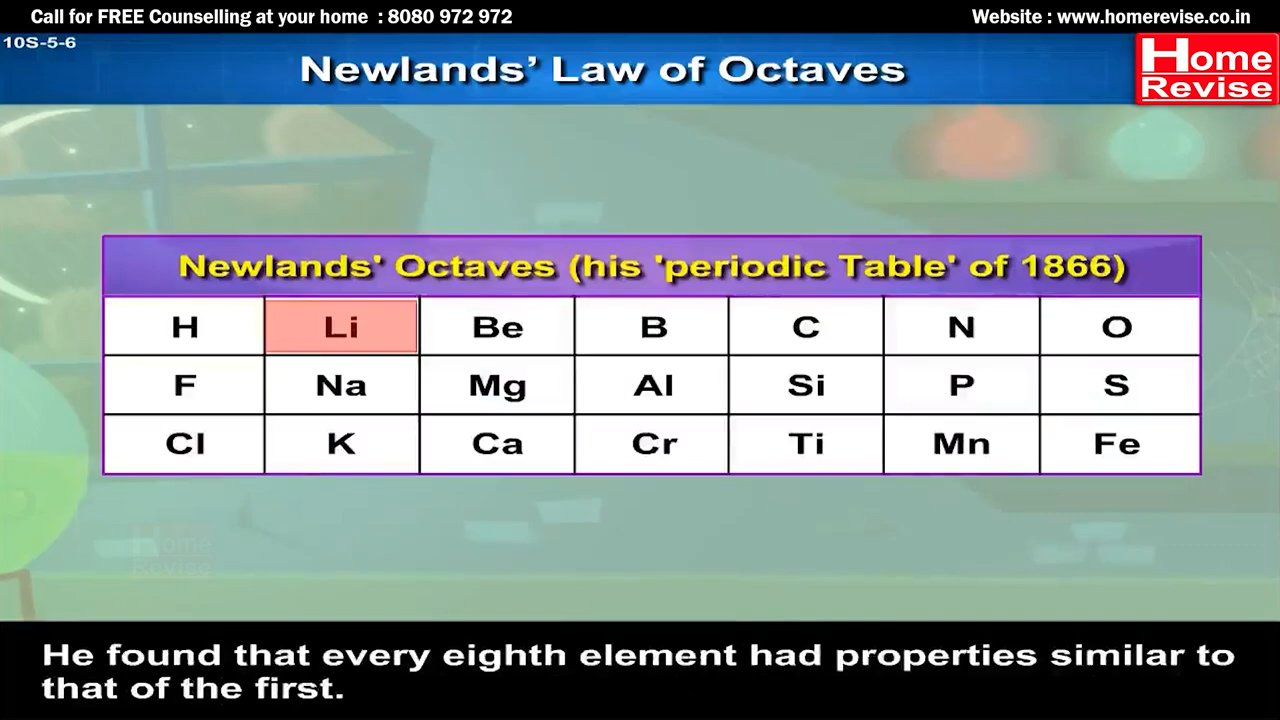 Call for FREE Counselling at your home : 8080 972 972
Website : www.homerevise.co.in
10S-5-6
Newlands’ Law of Octaves
Home
Revise
Newlands' Octaves (his 'periodic Table' of 1866)
H Li Be B C N O
F Na Mg Al Si P S
Cl K Ca Cr Ti Mn Fe
Home
Revise
He found that every eighth element had properties similar to
that of the first.